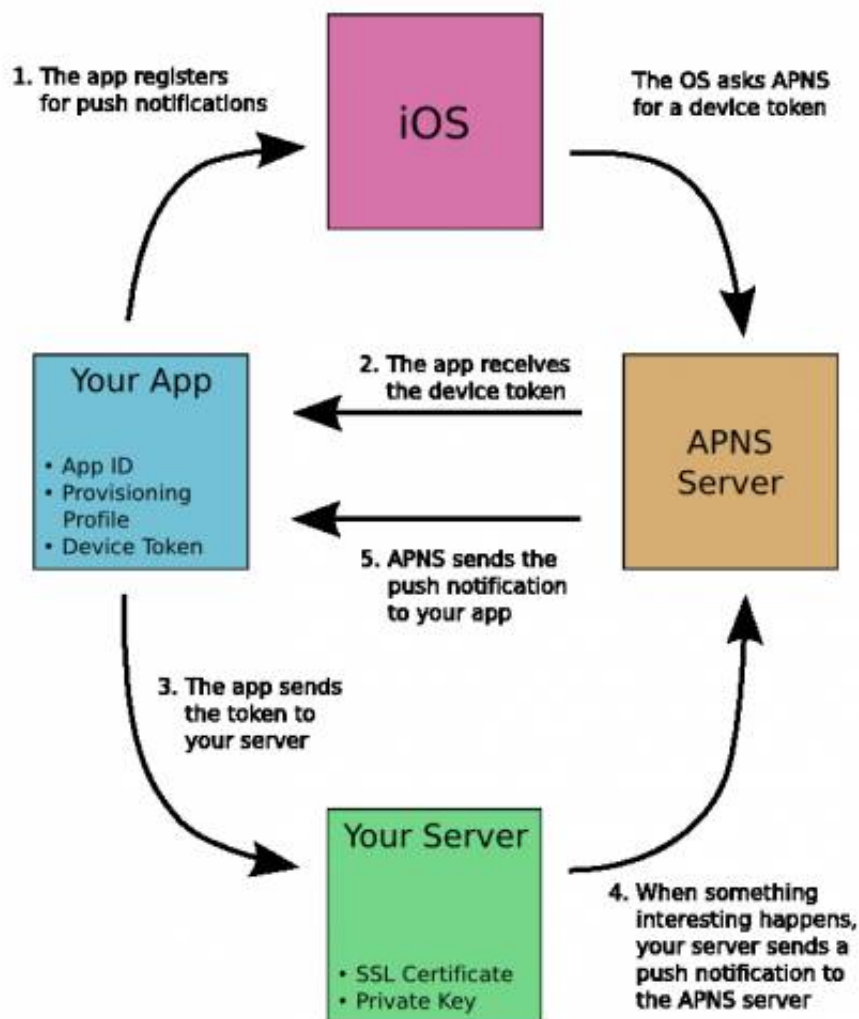 1. The app registers
for push notifications
iOS
The OS asks APNS
for a device token
Your App
• App ID
• Provisioning
Profile
• Device Token
2. The app receives
the device token
APNS
Server
5. APNS sends the
push notification
to your app
3. The app sends
the token to
your server
Your Server
• SSL Certificate
• Private Key
4. When something
interesting happens,
your server sends a
push notification to
the APNS server